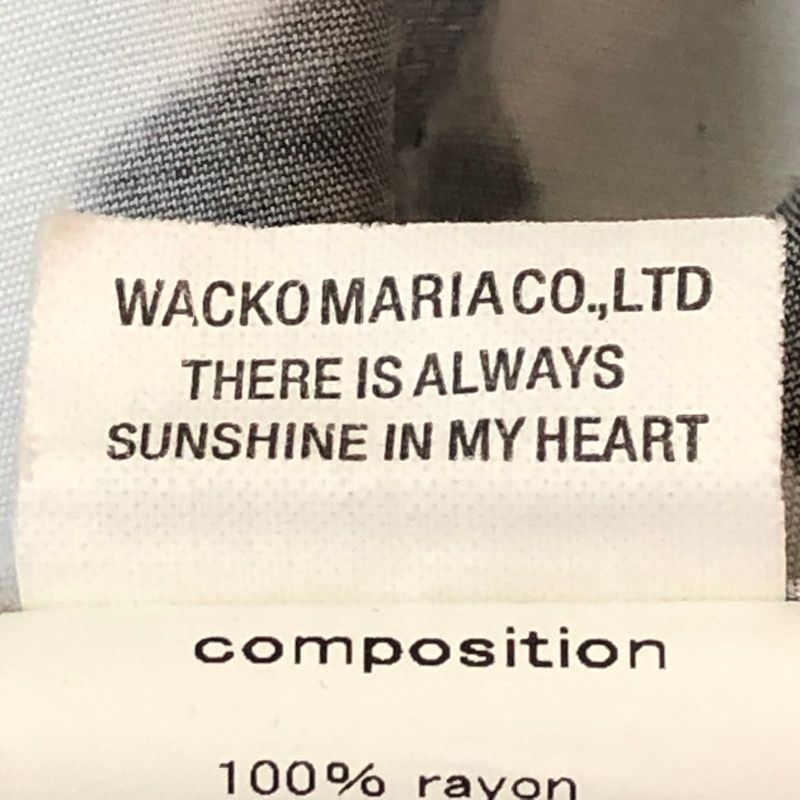 WACKO MARIA CO.,LTD
THERE IS ALWAYS
SUNSHINE IN MY HEART
composition
100% rayon